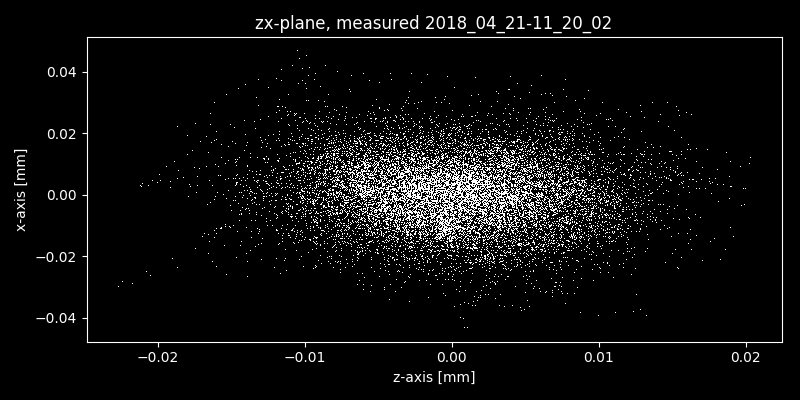 zx-plane, measured 2018_04_21-11_20_02
0.04
0.02
0.00
−0.02
−0.04
x-axis [mm]
−0.02 −0.01 0.00 0.01 0.02
z-axis [mm]